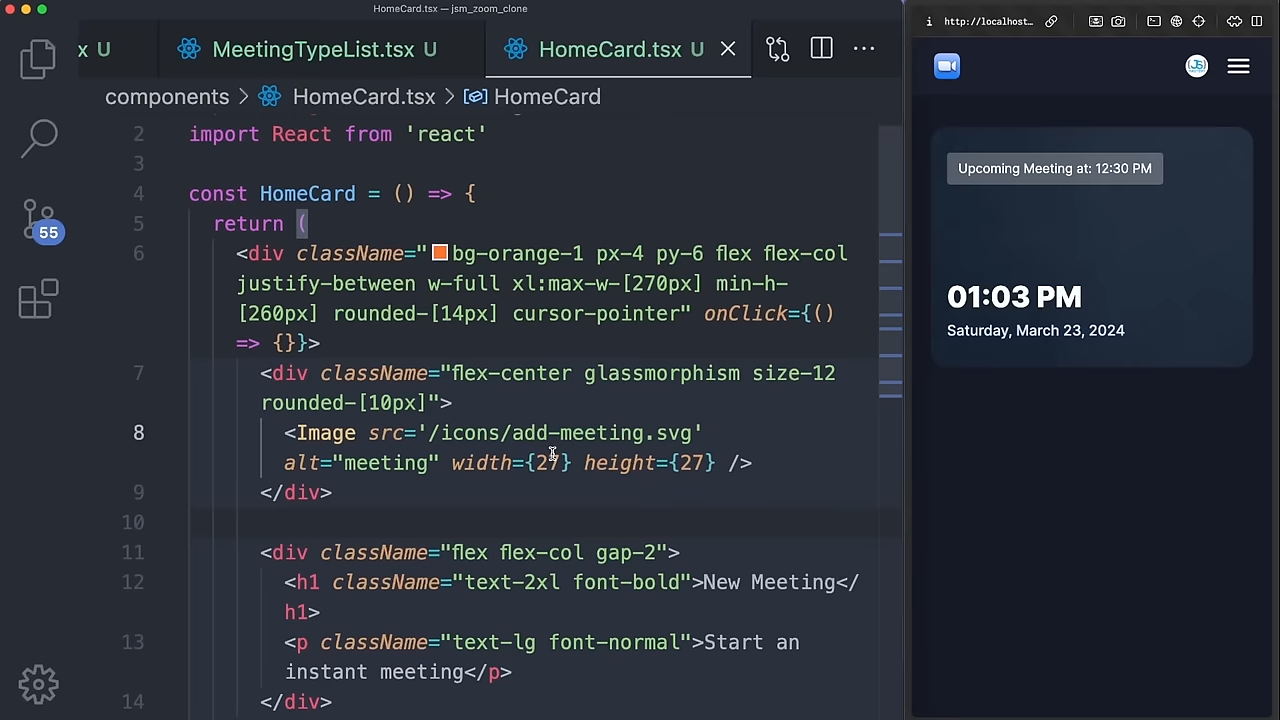 HomeCard.tsx — jsm_zoom_clone
x U
MeetingTypeList.tsx U
HomeCard.tsx U
components > HomeCard.tsx > HomeCard
55
2 import React from 'react'
3
4 const HomeCard = () => {
5 return (
6 <div className="bg-orange-1 px-4 py-6 flex flex-col
justify-between w-full xl:max-w-[270px] min-h-
[260px] rounded-[14px] cursor-pointer" onClick={()
=> {}}>
7 <div className="flex-center glassmorphism size-12
rounded-[10px]">
8 <Image src='/icons/add-meeting.svg'
alt="meeting" width={27} height={27} />
9 </div>
10
11 <div className="flex flex-col gap-2">
12 <h1 className="text-2xl font-bold">New Meeting</
h1>
13 <p className="text-lg font-normal">Start an
instant meeting</p>
14 </div>
http://localhost…
JS
Upcoming Meeting at: 12:30 PM
01:03 PM
Saturday, March 23, 2024